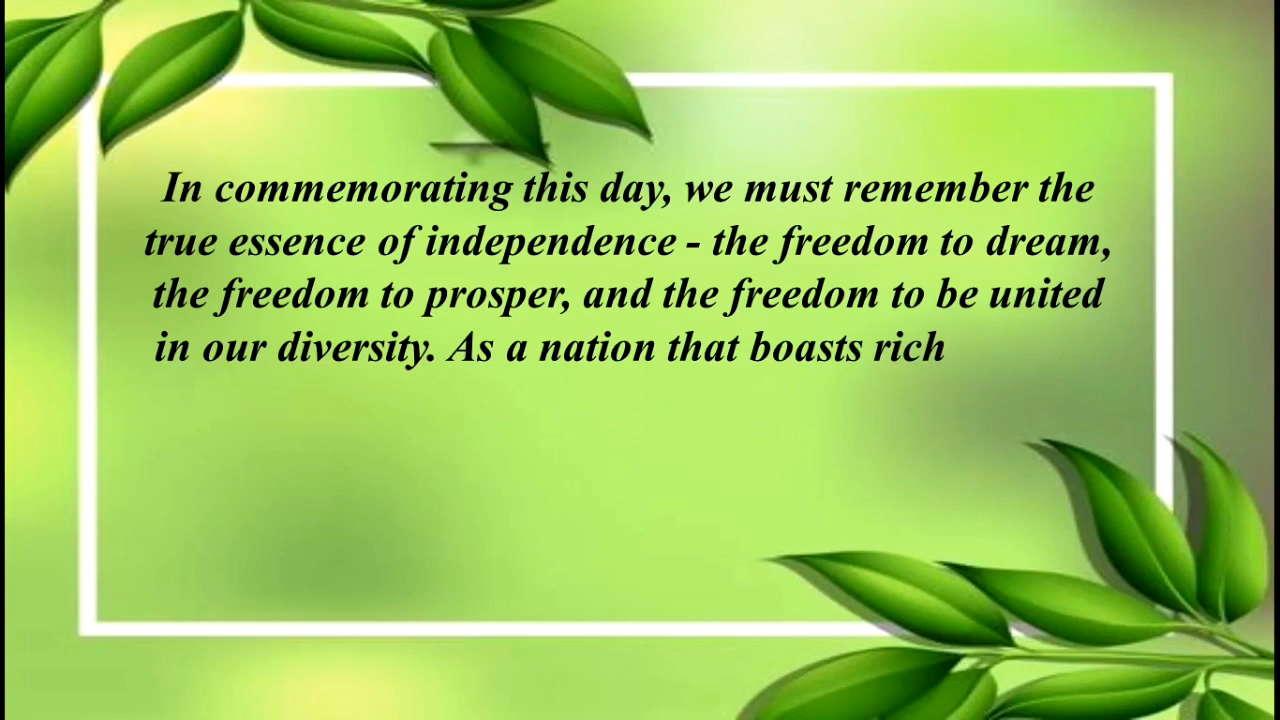 In commemorating this day, we must remember the
true essence of independence - the freedom to dream,
the freedom to prosper, and the freedom to be united
in our diversity. As a nation that boasts rich